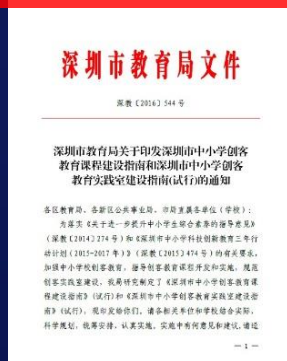 深圳市教育局文件
深教〔2016〕544号
深圳市教育局关于印发深圳市中小学创客
教育课程建设指南和深圳市中小学创客
教育实践室建设指南(试行)的通知
各区教育局、各新区公共事业局，市局直属各单位（学校）：
为落实《关于进一步提升中小学生综合素养的指导意见》
（深教〔2014〕274号）和《深圳市中小学科技创新教育三年行
动计划（2015-2017年）》（深教〔2015〕474号）的有关要求，
加强中小学校创客教育，指导创客教育课程开发和实施，规范
创客实践室建设，我局研究制定了《深圳市中小学创客教育课
程建设指南》（试行）和《深圳市中小学创客教育实践室建设指
南》（试行），现印发给你们。请各相关单位和学校结合实际，
科学规划，统筹安排，认真实施。实施中有何意见和建议，请迳
— 1 —